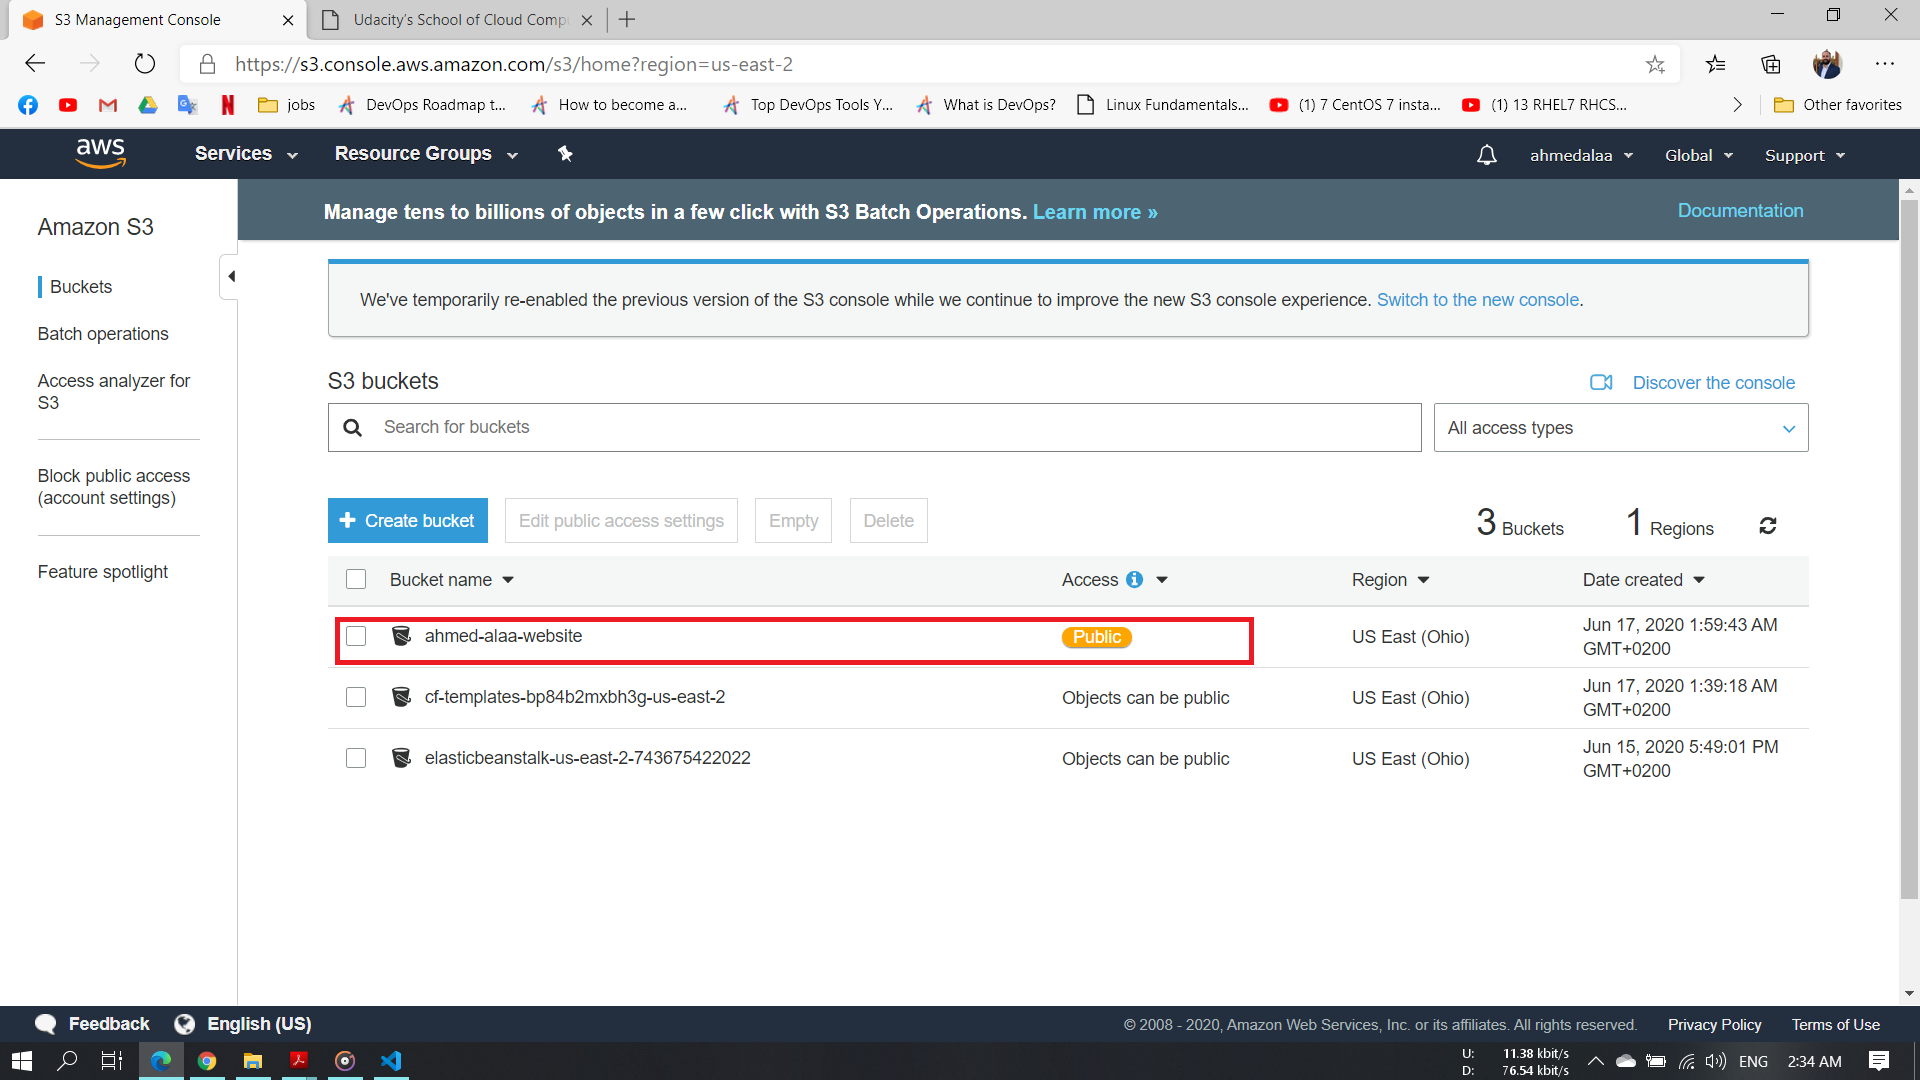 S3 Management Console
Udacity's School of Cloud Comp
https://s3.console.aws.amazon.com/s3/home?region=us-east-2
jobs
DevOps Roadmap t...
How to become a...
Top DevOps Tools Y...
What is DevOps?
Linux Fundamentals...
(1) 7 CentOS 7 insta...
(1) 13 RHEL7 RHCS...
Other favorites
aws
Services
Resource Groups
ahmedalaa
Global
Support
Manage tens to billions of objects in a few click with S3 Batch Operations. Learn more »
Documentation
Amazon S3
Buckets
Batch operations
Access analyzer for
S3
Block public access
(account settings)
Feature spotlight
We've temporarily re-enabled the previous version of the S3 console while we continue to improve the new S3 console experience. Switch to the new console.
S3 buckets
Discover the console
Search for buckets
All access types
+ Create bucket
Edit public access settings
Empty
Delete
3 Buckets
1 Regions
Bucket name
Access
Region
Date created
ahmed-alaa-website
Public
US East (Ohio)
Jun 17, 2020 1:59:43 AM
GMT+0200
cf-templates-bp84b2mxbh3g-us-east-2
Objects can be public
US East (Ohio)
Jun 17, 2020 1:39:18 AM
GMT+0200
elasticbeanstalk-us-east-2-743675422022
Objects can be public
US East (Ohio)
Jun 15, 2020 5:49:01 PM
GMT+0200
Feedback
English (US)
© 2008 - 2020, Amazon Web Services, Inc. or its affiliates. All rights reserved.
Privacy Policy
Terms of Use
U: 11.38 kbit/s
D: 76.54 kbit/s
ENG
2:34 AM